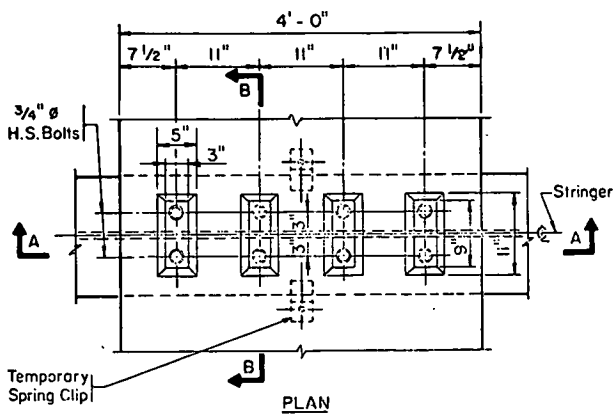 4'-0"
7 1/2" 11" 11" 11" 7 1/2"
B
3/4" ø
H.S. Bolts
5"
3"
Stringer
A
3"
3"
9"
11"
A
℄
B
Temporary
Spring Clip
PLAN